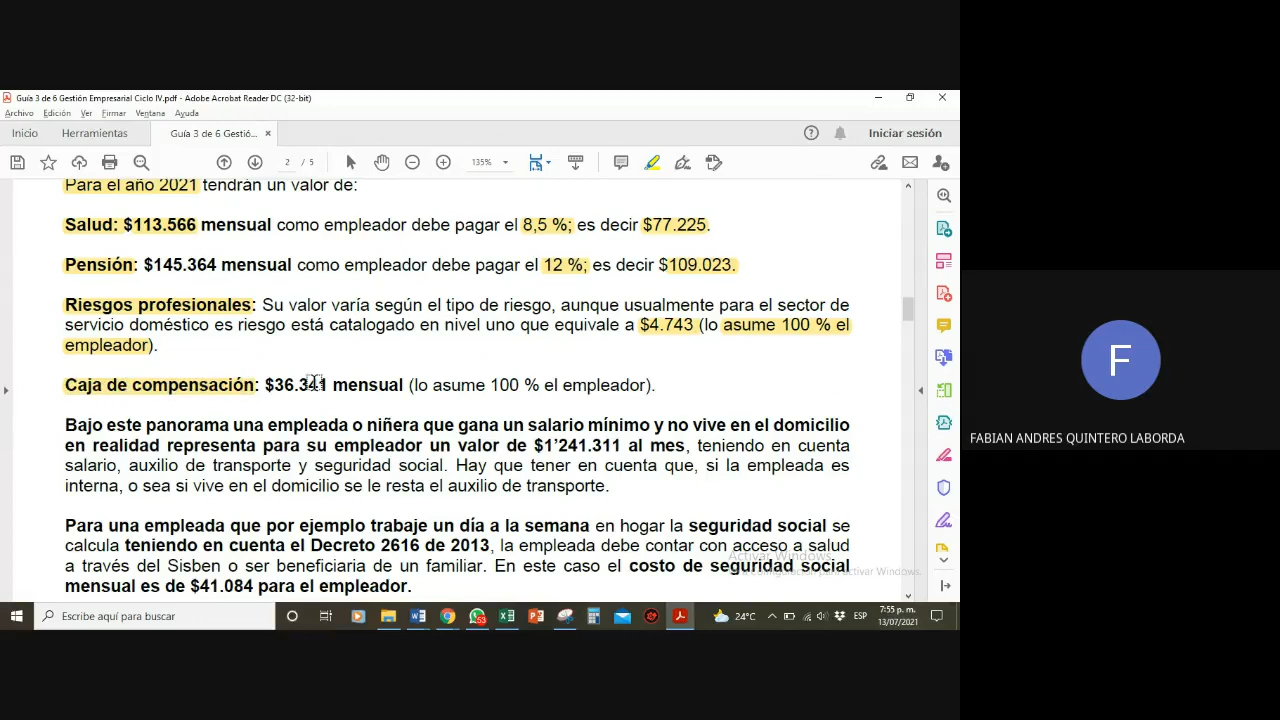 Guía 3 de 6 Gestión Empresarial Ciclo IV.pdf - Adobe Acrobat Reader DC (32-bit)
Archivo Edición Ver Firmar Ventana Ayuda
Inicio Herramientas Guía 3 de 6 Gestió... × Iniciar sesión
2 / 5 135%
Para el año 2021 tendrán un valor de:
Salud: $113.566 mensual como empleador debe pagar el 8,5 %; es decir $77.225.
Pensión: $145.364 mensual como empleador debe pagar el 12 %; es decir $109.023.
Riesgos profesionales: Su valor varía según el tipo de riesgo, aunque usualmente para el sector de
servicio doméstico es riesgo está catalogado en nivel uno que equivale a $4.743 (lo asume 100 % el
empleador).
Caja de compensación: $36.341 mensual (lo asume 100 % el empleador).
Bajo este panorama una empleada o niñera que gana un salario mínimo y no vive en el domicilio
en realidad representa para su empleador un valor de $1'241.311 al mes, teniendo en cuenta
salario, auxilio de transporte y seguridad social. Hay que tener en cuenta que, si la empleada es
interna, o sea si vive en el domicilio se le resta el auxilio de transporte.
Para una empleada que por ejemplo trabaje un día a la semana en hogar la seguridad social se
calcula teniendo en cuenta el Decreto 2616 de 2013, la empleada debe contar con acceso a salud
a través del Sisben o ser beneficiaria de un familiar. En este caso el costo de seguridad social
mensual es de $41.084 para el empleador.
Activar Windows
para activar Windows.
Escribe aquí para buscar
53
24°C
ESP
7:55 p. m.
13/07/2021
F
FABIAN ANDRES QUINTERO LABORDA